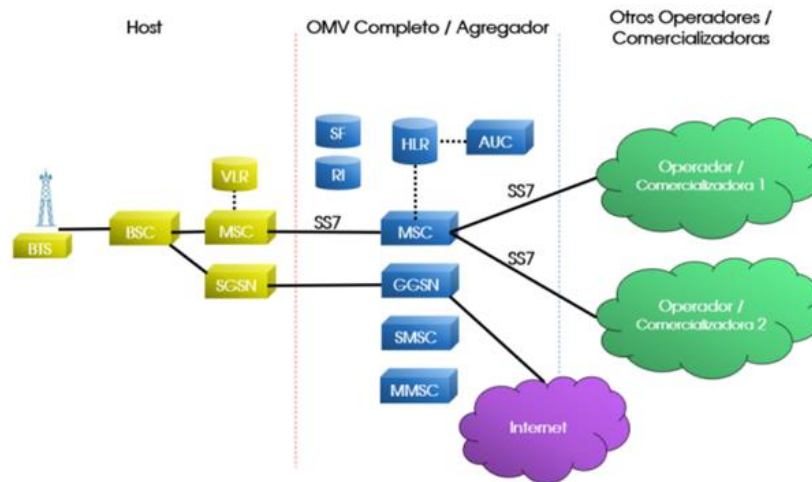 Host
OMV Completo / Agregador
Otros Operadores /
Comercializadoras
SF
HLR
AUC
RI
VLR
Operador /
Comercializadora 1
SS7
BTS
BSC
MSC
SS7
MSC
SS7
SGSN
GGSN
Operador /
Comercializadora 2
SMSC
MMSC
Internet